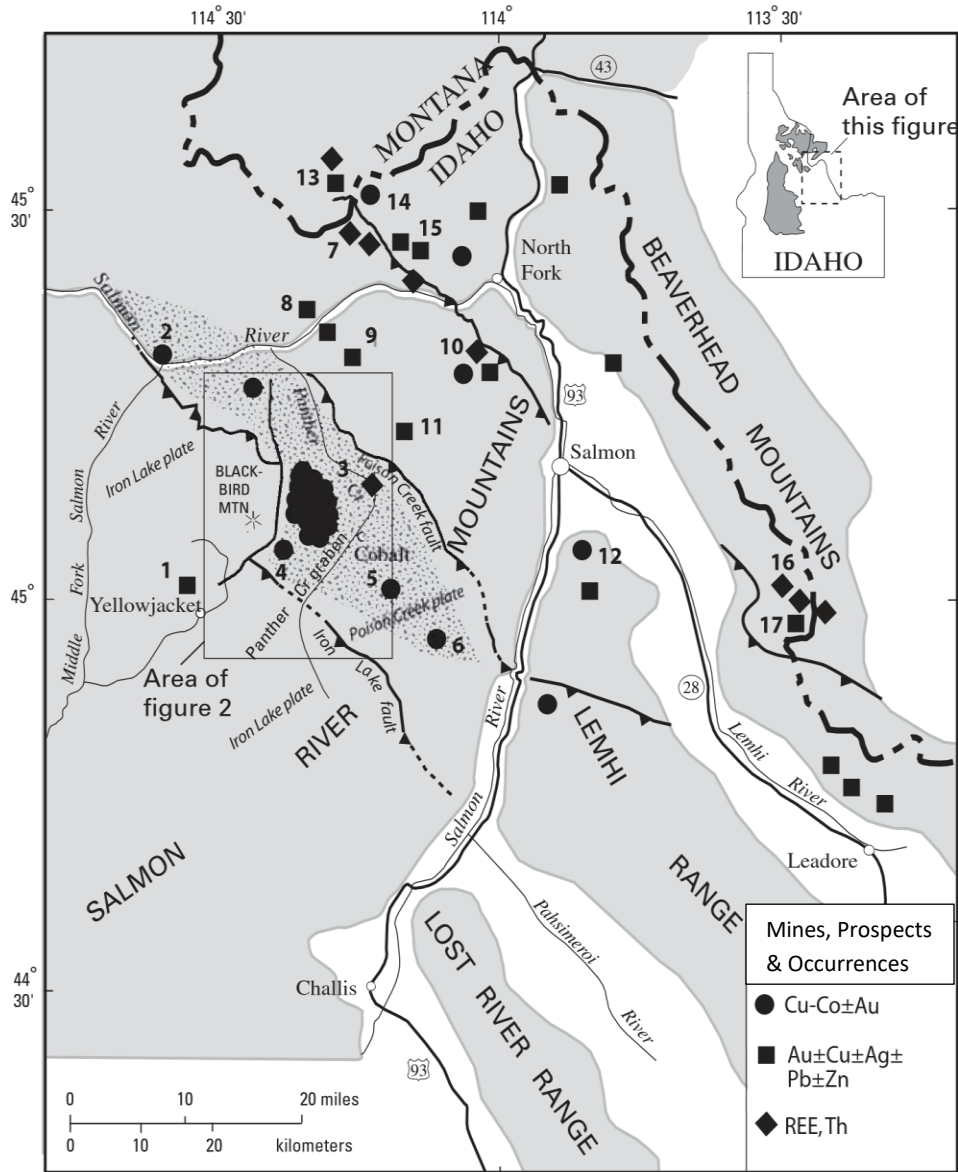 114° 30'
114°
113° 30'
43
MONTANA
IDAHO
Area of
this figure
IDAHO
13
14
45°
30'
7
15
North
Fork
BEAVERHEAD
MOUNTAINS
Salmon
River
2
8
9
10
93
River
Panther
Cr
11
MOUNTAINS
Salmon
Iron Lake plate
BLACK-
BIRD
MTN
3
Poison Creek fault
Middle
Fork
Salmon
River
4
Cobalt
5
12
16
17
1
45°
Yellowjacket
Panther Cr graben
Poison Creek plate
6
Iron
Lake
fault
Area of
figure 2
Iron Lake plate
RIVER
River
28
LEMHI
Lemhi
River
Salmon
SALMON
Leadore
RANGE
LOST
RIVER
RANGE
Pahsimeroi
River
44°
30'
Challis
93
0 10 20 miles
0 10 20 kilometers
Mines, Prospects
& Occurrences
Cu-Co±Au
Au±Cu±Ag±
Pb±Zn
REE, Th